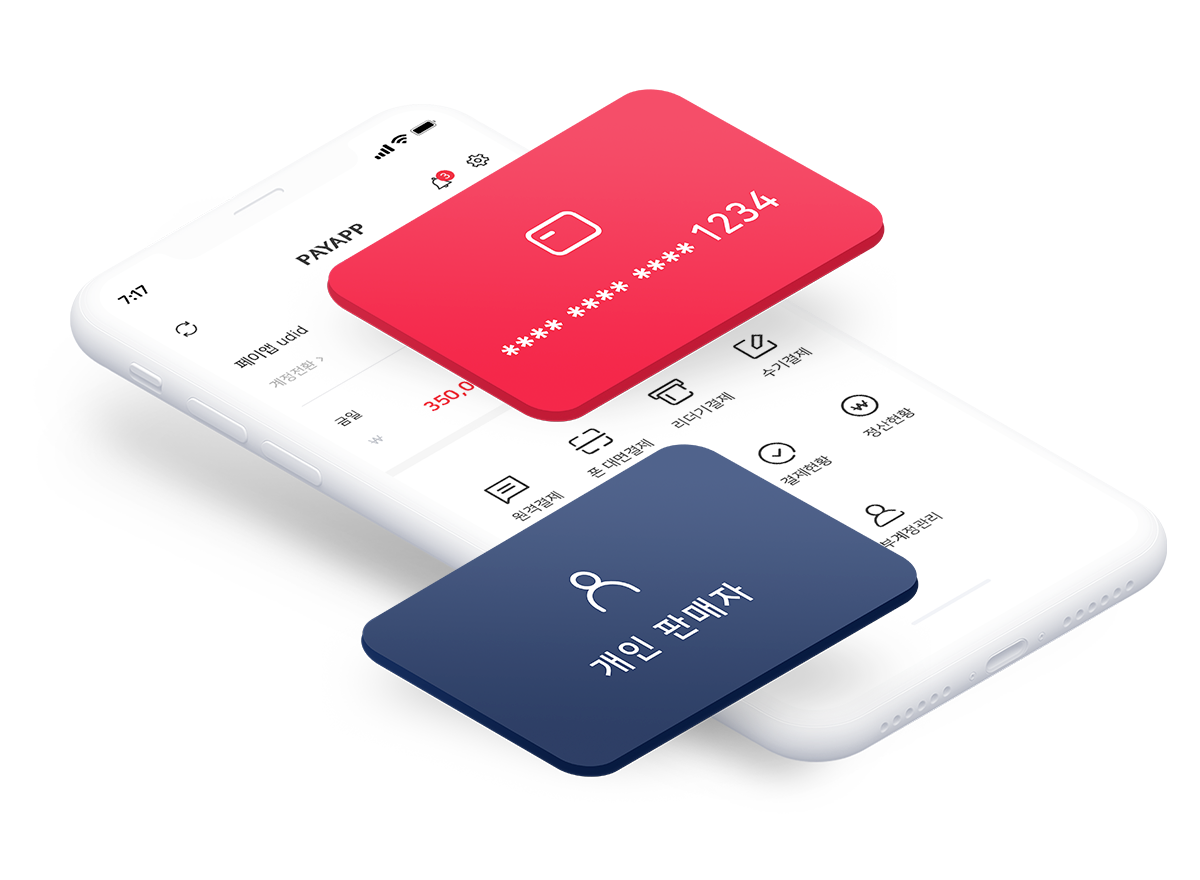 7:17
3
PAYAPP
페이앱 udid
계정전환 >
금일
350,0
₩
**** **** **** 1234
원격결제
폰 대면결제
리더기결제
수기결제
결제현황
정산현황
부계정관리
개인 판매자